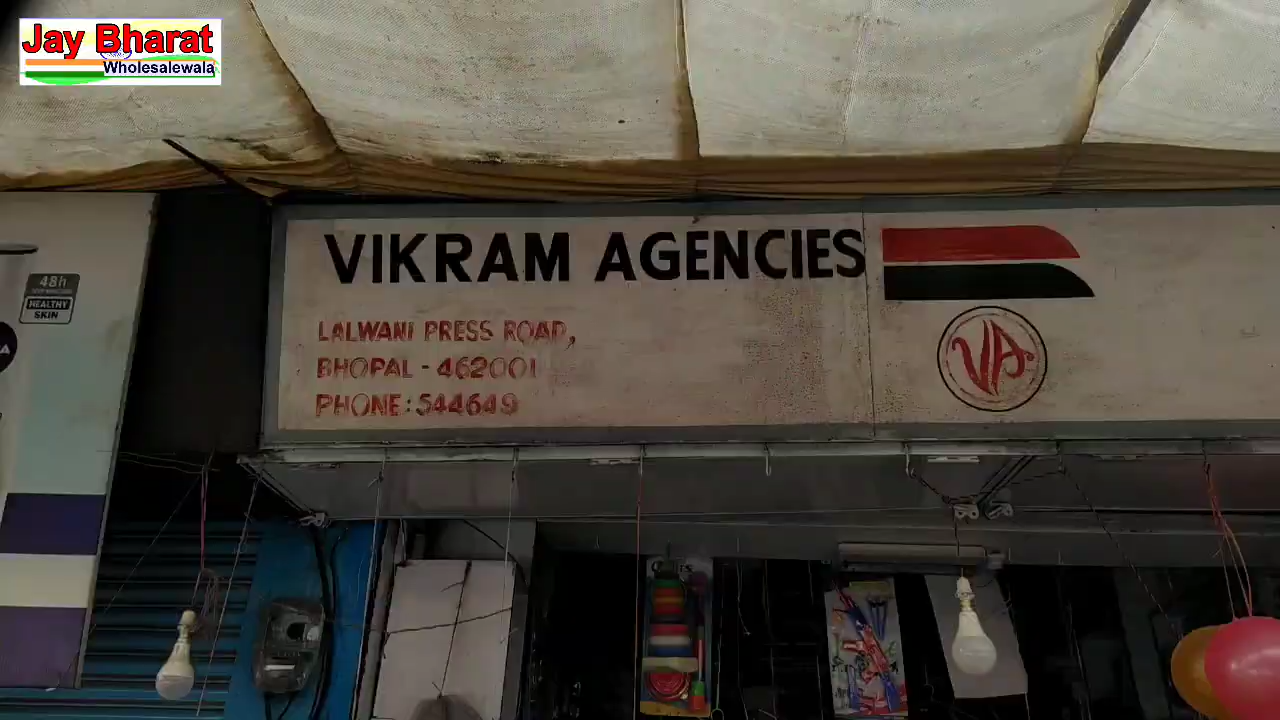 Jay Bharat
Wholesalewala
VIKRAM AGENCIES
LALWANI PRESS ROAD,
BHOPAL - 462001
PHONE: 544649
VA
48h
HEALTHY
SKIN